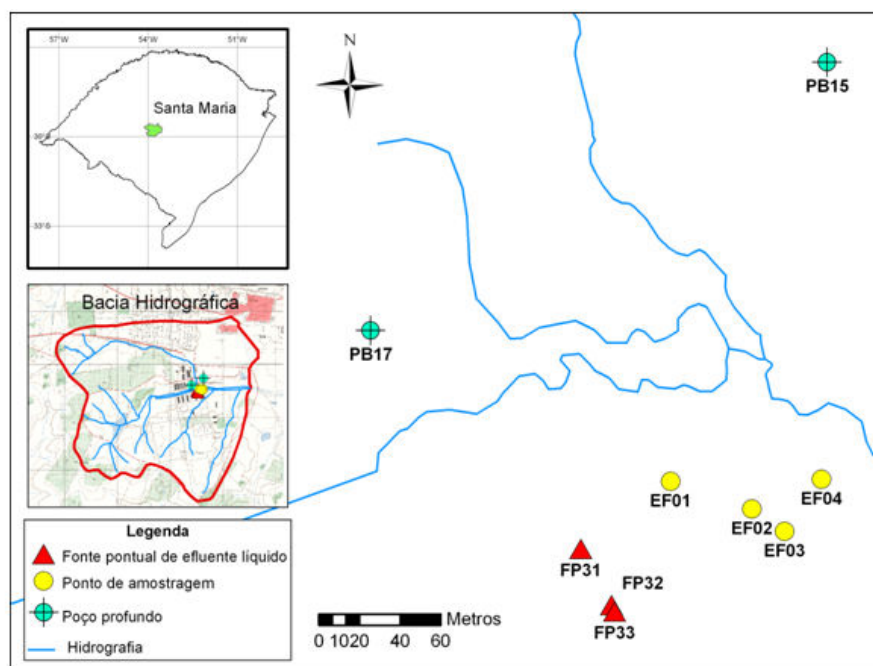 57°W 54°W 51°W
Santa Maria
30°S
33°S
N
PB15
Bacia Hidrográfica
PB17
EF01
EF04
EF02
EF03
FP31
FP32
FP33
Legenda
Fonte pontual de efluente líquido
Ponto de amostragem
Poço profundo
Hidrografia
Metros
0 1020 40 60